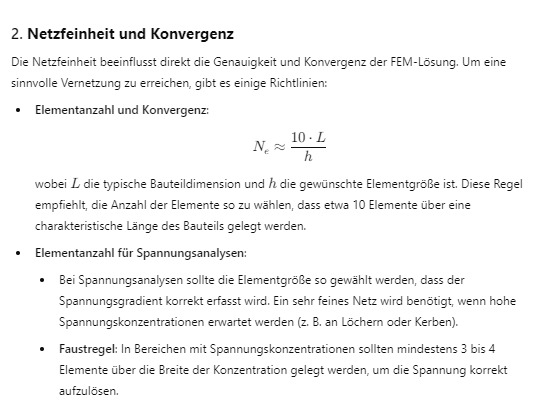 2. Netzfeinheit und Konvergenz
Die Netzfeinheit beeinflusst direkt die Genauigkeit und Konvergenz der FEM-Lösung. Um eine
sinnvolle Vernetzung zu erreichen, gibt es einige Richtlinien:
• Elementanzahl und Konvergenz:
Nₑ ≈ 10 · L / h
wobei L die typische Bauteildimension und h die gewünschte Elementgröße ist. Diese Regel
empfiehlt, die Anzahl der Elemente so zu wählen, dass etwa 10 Elemente über eine
charakteristische Länge des Bauteils gelegt werden.
• Elementanzahl für Spannungsanalysen:
• Bei Spannungsanalysen sollte die Elementgröße so gewählt werden, dass der
Spannungsgradient korrekt erfasst wird. Ein sehr feines Netz wird benötigt, wenn hohe
Spannungskonzentrationen erwartet werden (z. B. an Löchern oder Kerben).
• Faustregel: In Bereichen mit Spannungskonzentrationen sollten mindestens 3 bis 4
Elemente über die Breite der Konzentration gelegt werden, um die Spannung korrekt
aufzulösen.